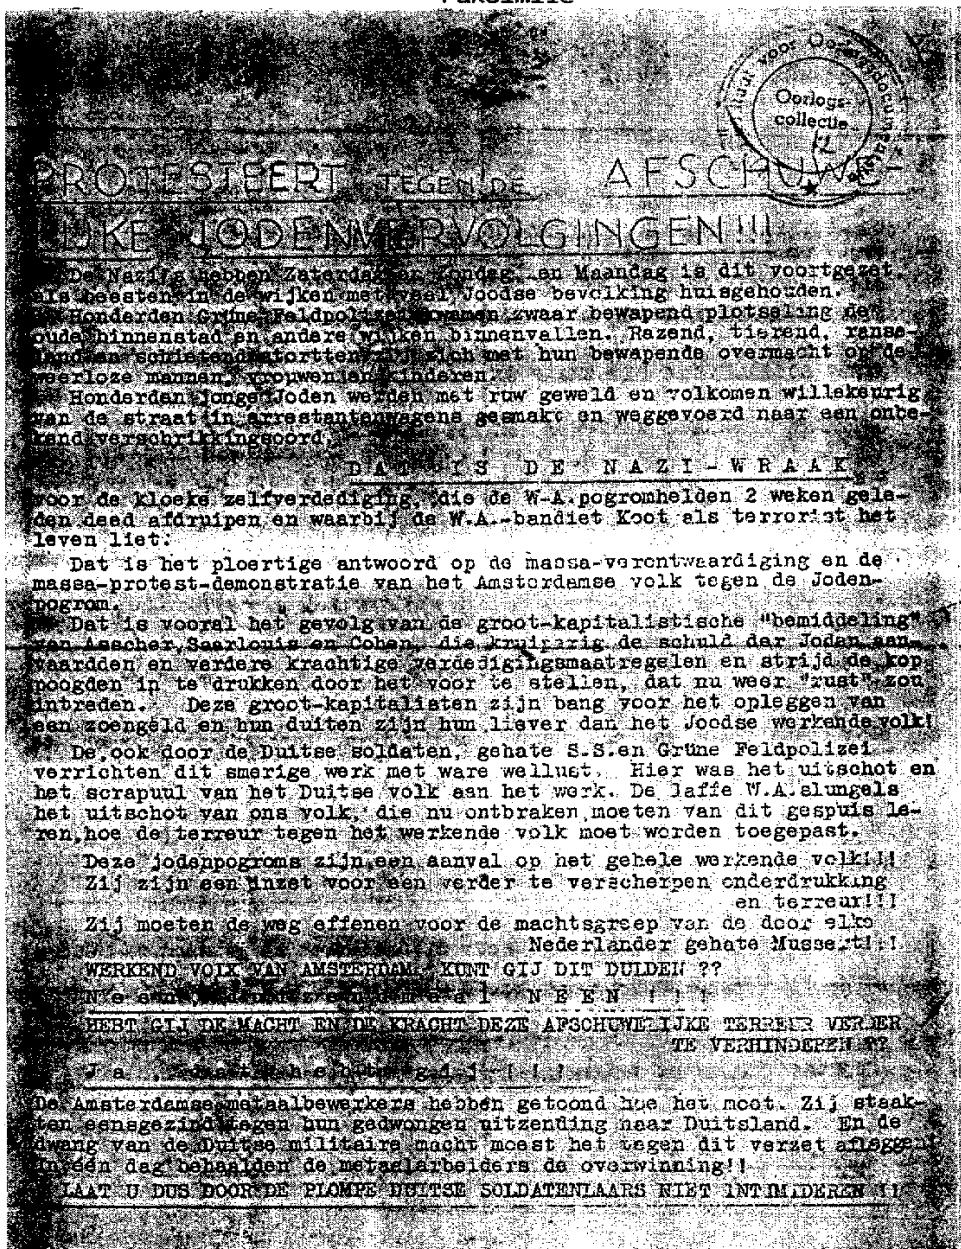 Faksimile
voor Oorlogsdocumentatie
Oorlogs-
collectie
PROTESTEERT TEGEN DE AFSCHUWE-
LIJKE JODENVERVOLGINGEN!!!
De Nazi's hebben Zaterdag en Zondag en Maandag is dit voortgezet,
als beesten in de wijken met veel Joodse bevolking huisgehouden.
Honderden Grüne Feldpolizei kwamen zwaar bewapend plotseling de
oude binnenstad en andere wijken binnenvallen. Razend, tierend, ranse-
lend en schietend stortten zij zich met hun bewapende overmacht op de
weerloze mannen, vrouwen en kinderen.
Honderden jonge Joden werden met ruw geweld en volkomen willekeurig
van de straat in arrestantenwagens gesmakt en weggevoerd naar een onbe-
kend verschrikkingsoord.
DAT IS DE NAZI-WRAAK
voor de kloeke zelfverdediging, die de W-A.pogromhelden 2 weken gele-
den deed afdruipen en waarbij de W.A.-bandiet Koot als terrorist het
leven liet.
Dat is het ploertige antwoord op de massa-verontwaardiging en de
massa-protest-demonstratie van het Amsterdamse volk tegen de Joden-
pogrom.
Dat is vooral het gevolg van de groot-kapitalistische "bemiddeling"
van Asscher, Saarlouis en Cohen, die kruiperig de schuld der Joden aan-
vaardden en verdere krachtige verdedigingsmaatregelen en strijd de kop
poogden in te drukken door het voor te stellen, dat nu weer "rust" zou
intreden. Deze groot-kapitalisten zijn bang voor het opleggen van
een zoengeld en hun duiten zijn hun liever dan het Joodse werkende volk!
De ook door de Duitse soldaten, gehate S.S.en Grüne Feldpolizei
verrichten dit smerige werk met ware wellust. Hier was het uitschot en
het scrapuul van het Duitse volk aan het werk. De laffe W.A.slungels
het uitschot van ons volk, die nu ontbraken moeten van dit gespuis le-
ren, hoe de terreur tegen het werkende volk moet worden toegepast.
Deze jodenpogroms zijn een aanval op het gehele werkende volk!!!
Zij zijn een inzet voor een verder te verscherpen onderdrukking
en terreur!!!
Zij moeten de weg effenen voor de machtsgreep van de door elke
Nederlander gehate Mussert!!!
WERKEND VOLK VAN AMSTERDAM, KUNT GIJ DIT DULDEN ??
Neen, duizendmaal NEEN !!!
HEBT GIJ DE MACHT EN DE KRACHT DEZE AFSCHUWELIJKE TERREUR VERDER
TE VERHINDEREN ??
Ja, hebt gij !!!
De Amsterdamse metaalbewerkers hebben getoond hoe het moet. Zij staak-
ten eensgezind tegen hun gedwongen uitzending naar Duitsland. En de
dwang van de Duitse militaire macht moest het tegen dit verzet afleggen!
In één dag behaalden de metaalarbeiders de overwinning!!
LAAT U DUS DOOR DE PLOMPE DUITSE SOLDATENLAARS NIET INTIMIDEREN !!